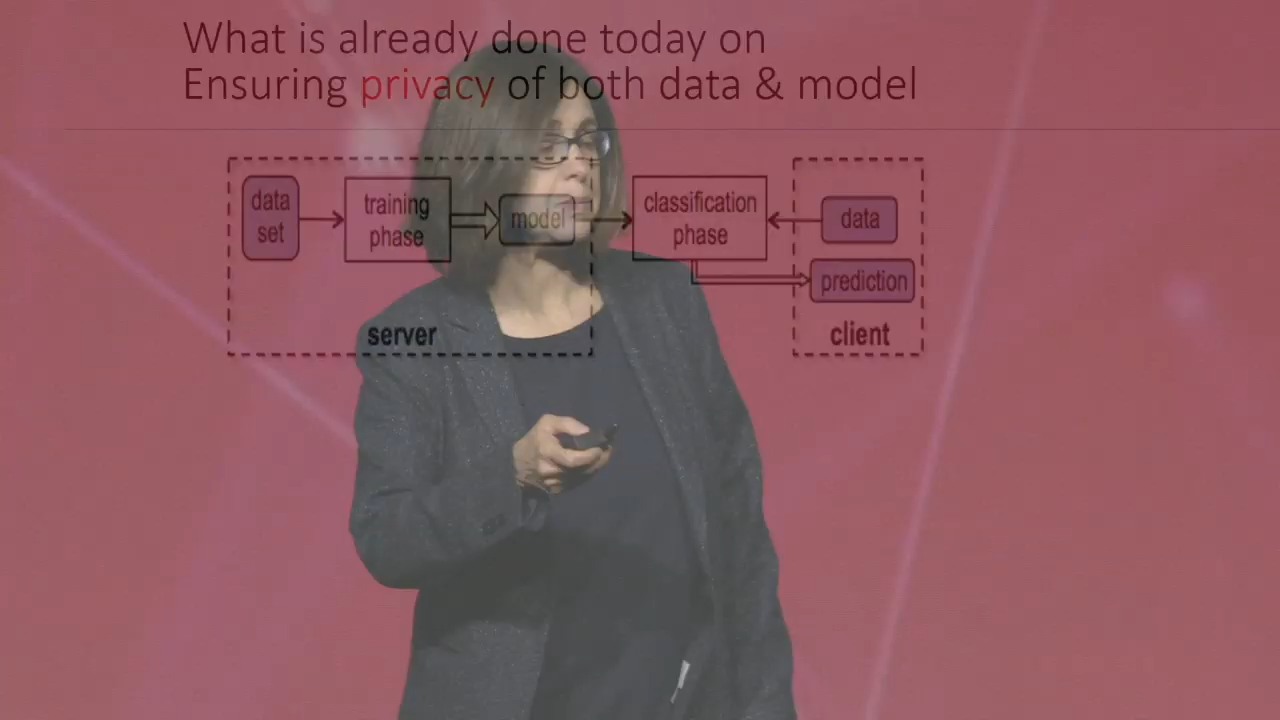 What is already done today on
Ensuring privacy of both data & model
data
set
training
phase
model
classification
phase
data
prediction
server
client